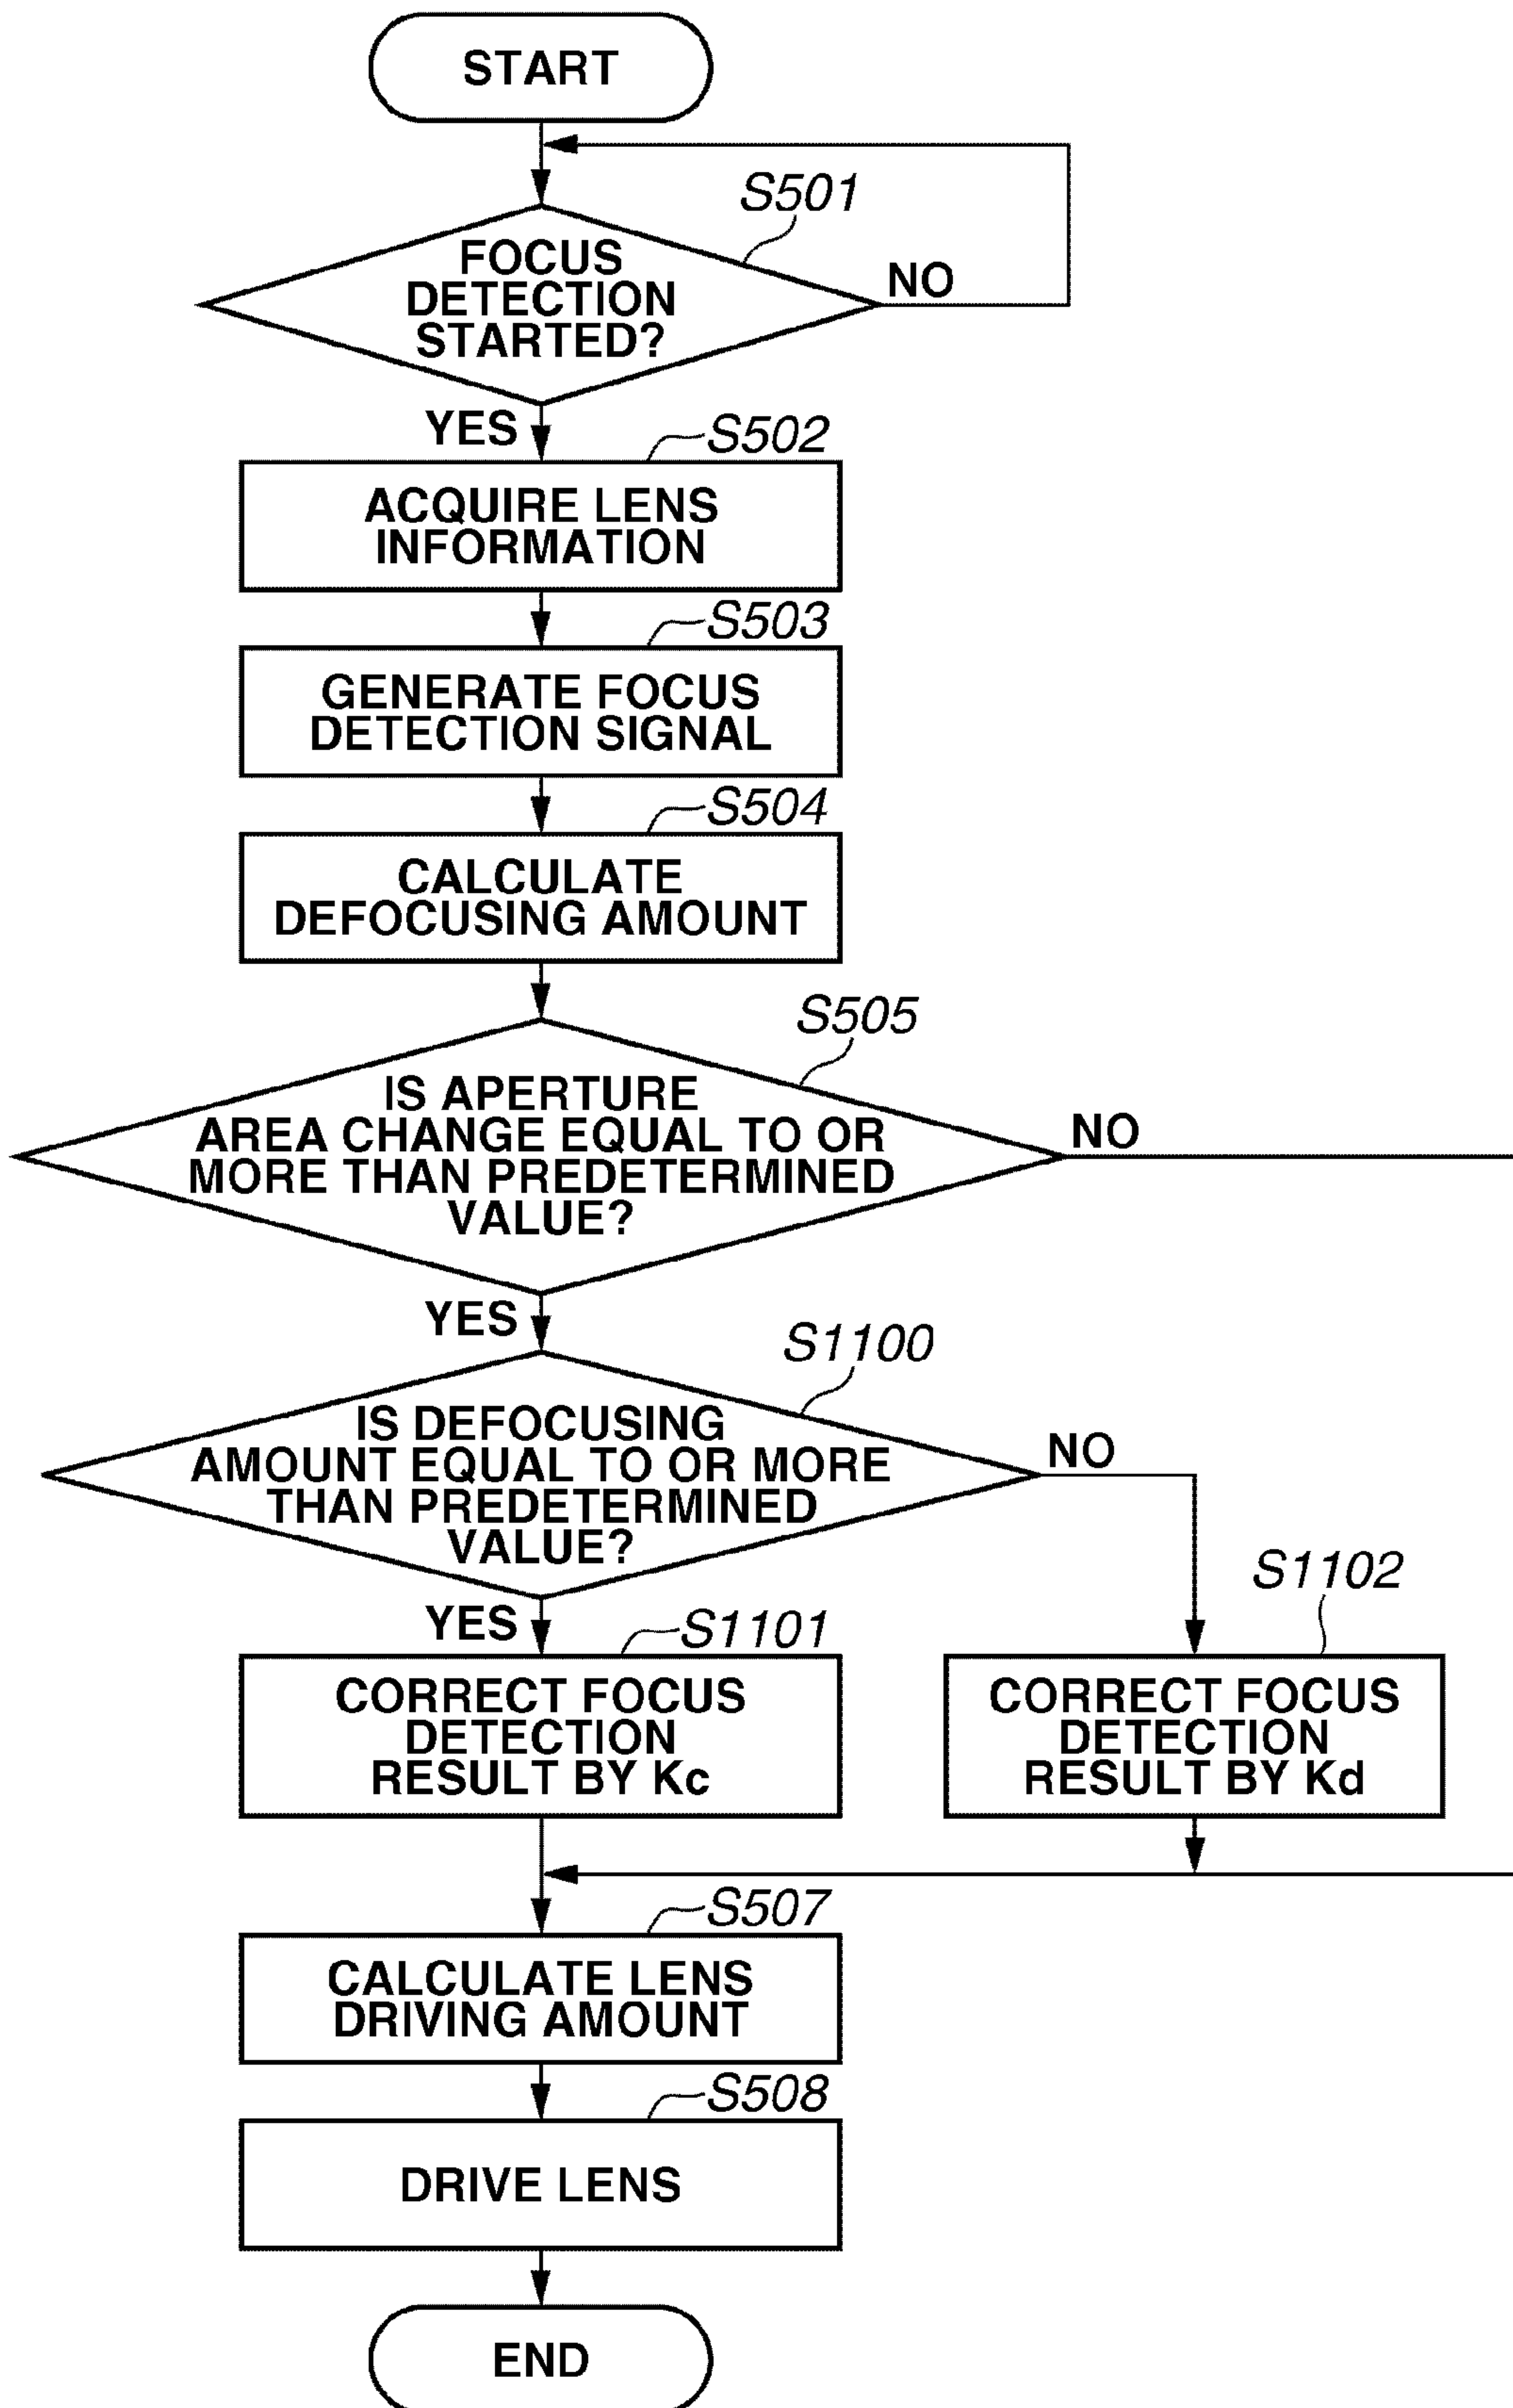 START
S501
FOCUS
DETECTION
STARTED?
NO
YES
S502
ACQUIRE LENS
INFORMATION
S503
GENERATE FOCUS
DETECTION SIGNAL
S504
CALCULATE
DEFOCUSING AMOUNT
S505
IS APERTURE
AREA CHANGE EQUAL TO OR
MORE THAN PREDETERMINED
VALUE?
NO
YES
S1100
IS DEFOCUSING
AMOUNT EQUAL TO OR MORE
THAN PREDETERMINED
VALUE?
NO
YES
S1101
CORRECT FOCUS
DETECTION
RESULT BY Kc
S1102
CORRECT FOCUS
DETECTION
RESULT BY Kd
S507
CALCULATE LENS
DRIVING AMOUNT
S508
DRIVE LENS
END